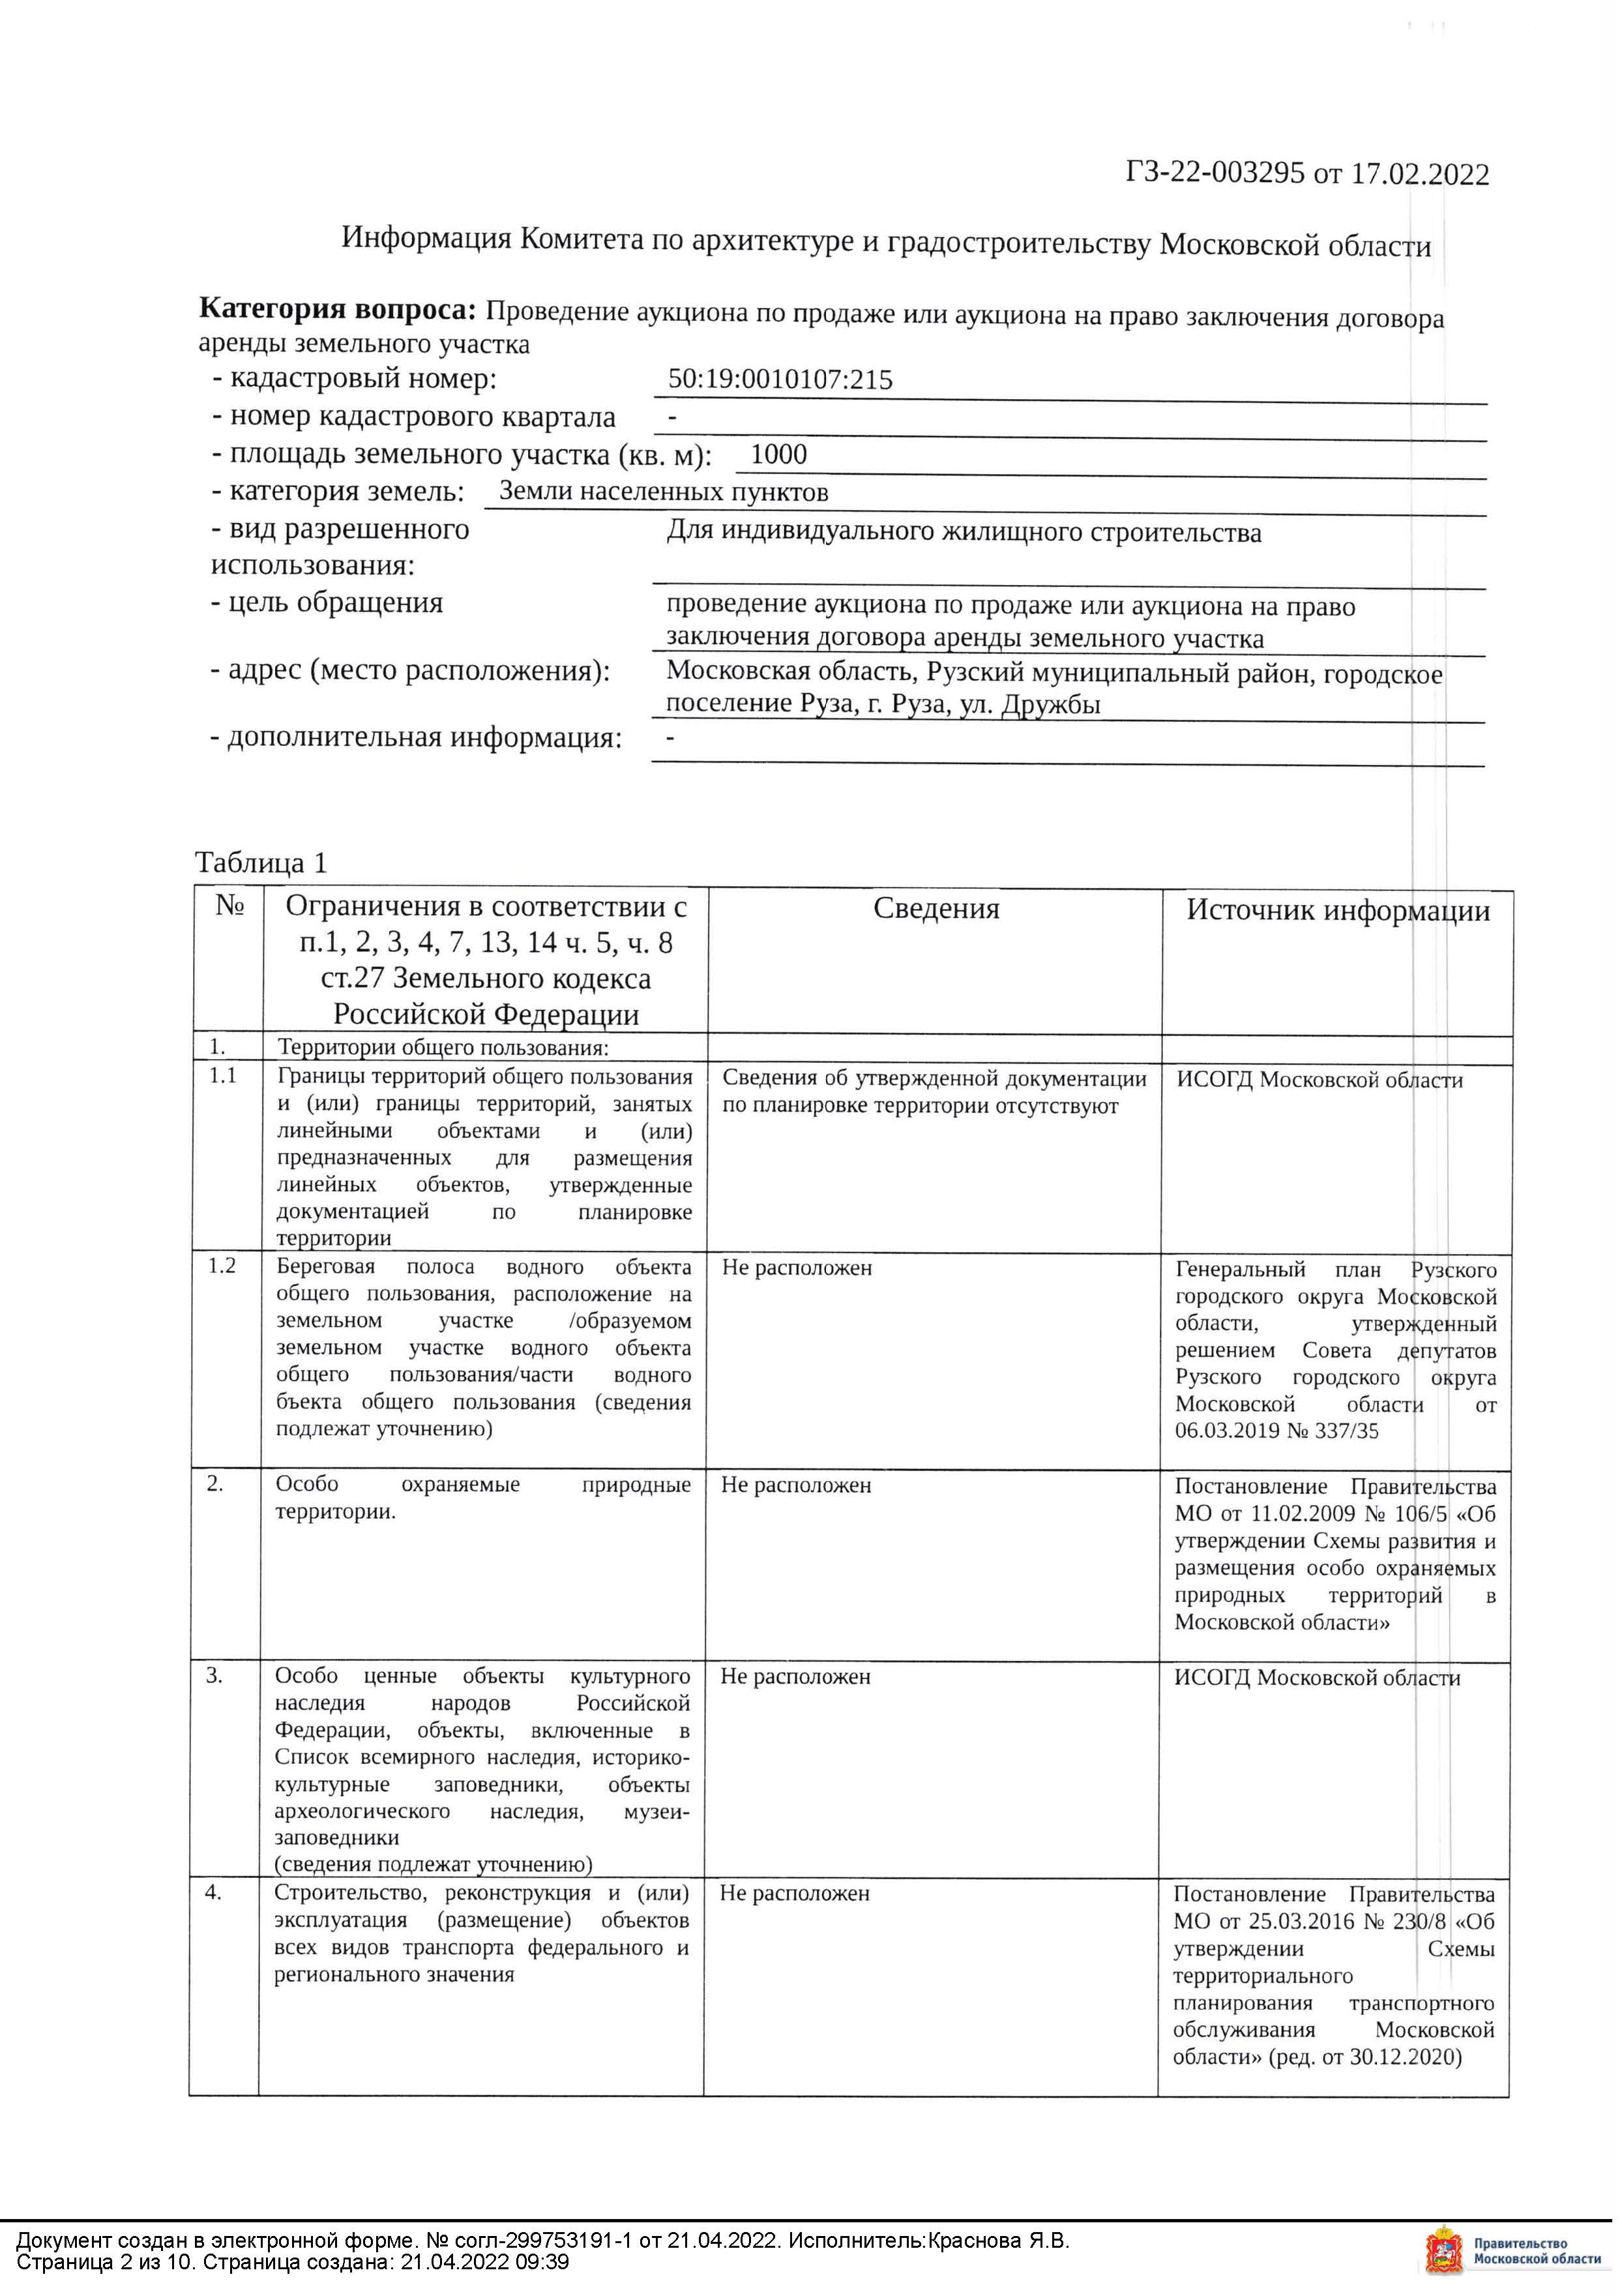 ГЗ-22-003295 от 17.02.2022
Информация Комитета по архитектуре и градостроительству Московской области
Категория вопроса: Проведение аукциона по продаже или аукциона на право заключения договора
аренды земельного участка
- кадастровый номер: 50:19:0010107:215
- номер кадастрового квартала -
- площадь земельного участка (кв. м): 1000
- категория земель: Земли населенных пунктов
- вид разрешенного Для индивидуального жилищного строительства
использования:
- цель обращения проведение аукциона по продаже или аукциона на право
заключения договора аренды земельного участка
- адрес (место расположения): Московская область, Рузский муниципальный район, городское
поселение Руза, г. Руза, ул. Дружбы
- дополнительная информация: -
Таблица 1
№
Ограничения в соответствии с
п.1, 2, 3, 4, 7, 13, 14 ч. 5, ч. 8
ст.27 Земельного кодекса
Российской Федерации
Сведения
Источник информации
1.
Территории общего пользования:
1.1
Границы территорий общего пользования
и (или) границы территорий, занятых
линейными объектами и (или)
предназначенных для размещения
линейных объектов, утвержденные
документацией по планировке
территории
Сведения об утвержденной документации
по планировке территории отсутствуют
ИСОГД Московской области
1.2
Береговая полоса водного объекта
общего пользования, расположение на
земельном участке /образуемом
земельном участке водного объекта
общего пользования/части водного
бъекта общего пользования (сведения
подлежат уточнению)
Не расположен
Генеральный план Рузского
городского округа Московской
области, утвержденный
решением Совета депутатов
Рузского городского округа
Московской области от
06.03.2019 № 337/35
2.
Особо охраняемые природные
территории.
Не расположен
Постановление Правительства
МО от 11.02.2009 № 106/5 «Об
утверждении Схемы развития и
размещения особо охраняемых
природных территорий в
Московской области»
3.
Особо ценные объекты культурного
наследия народов Российской
Федерации, объекты, включенные в
Список всемирного наследия, историко-
культурные заповедники, объекты
археологического наследия, музеи-
заповедники
(сведения подлежат уточнению)
Не расположен
ИСОГД Московской области
4.
Строительство, реконструкция и (или)
эксплуатация (размещение) объектов
всех видов транспорта федерального и
регионального значения
Не расположен
Постановление Правительства
МО от 25.03.2016 № 230/8 «Об
утверждении Схемы
территориального
планирования транспортного
обслуживания Московской
области» (ред. от 30.12.2020)
Документ создан в электронной форме. № согл-299753191-1 от 21.04.2022. Исполнитель:Краснова Я.В.
Страница 2 из 10. Страница создана: 21.04.2022 09:39
Правительство
Московской области